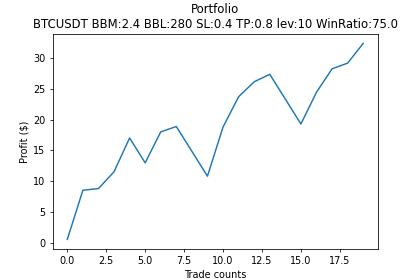 Portfolio
BTCUSDT BBM:2.4 BBL:280 SL:0.4 TP:0.8 lev:10 WinRatio:75.0
30
25
20
15
10
5
0
Profit ($)
0.0 2.5 5.0 7.5 10.0 12.5 15.0 17.5
Trade counts